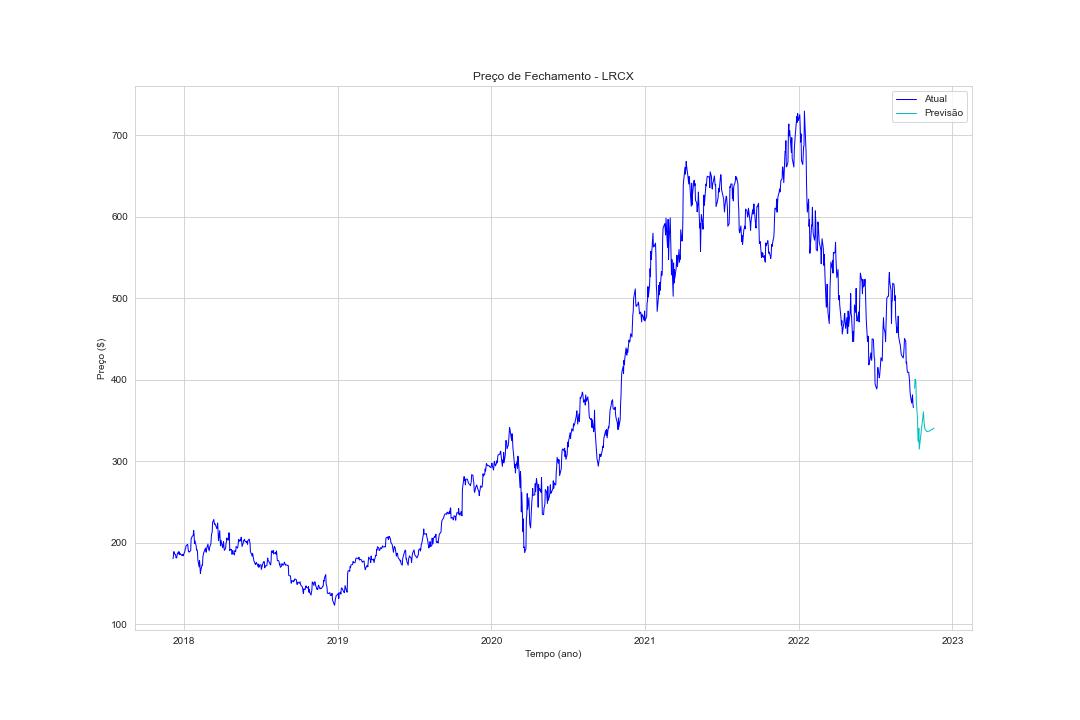 Preço de Fechamento - LRCX
Atual
Previsão
700
600
500
400
300
200
100
Preço ($)
2018 2019 2020 2021 2022 2023
Tempo (ano)